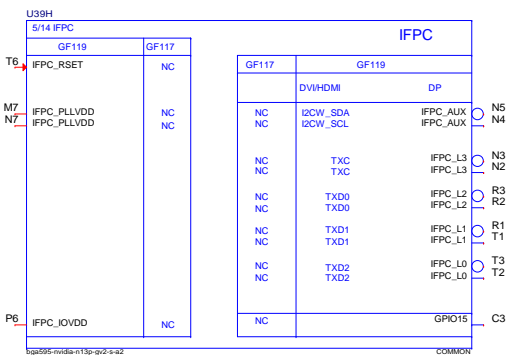 U39H
5/14 IFPC
IFPC
GF119 GF117
T6 IFPC_RSET NC
GF117 GF119
DVI/HDMI DP
M7 IFPC_PLLVDD NC
N7 IFPC_PLLVDD NC
NC I2CW_SDA IFPC_AUX N5
NC I2CW_SCL IFPC_AUX N4
NC TXC IFPC_L3 N3
NC TXC IFPC_L3 N2
NC TXD0 IFPC_L2 R3
NC TXD0 IFPC_L2 R2
NC TXD1 IFPC_L1 R1
NC TXD1 IFPC_L1 T1
NC TXD2 IFPC_L0 T3
NC TXD2 IFPC_L0 T2
P6 IFPC_IOVDD NC
NC GPIO15 C3
bga595-nvidia-n13p-gv2-s-a2 COMMON